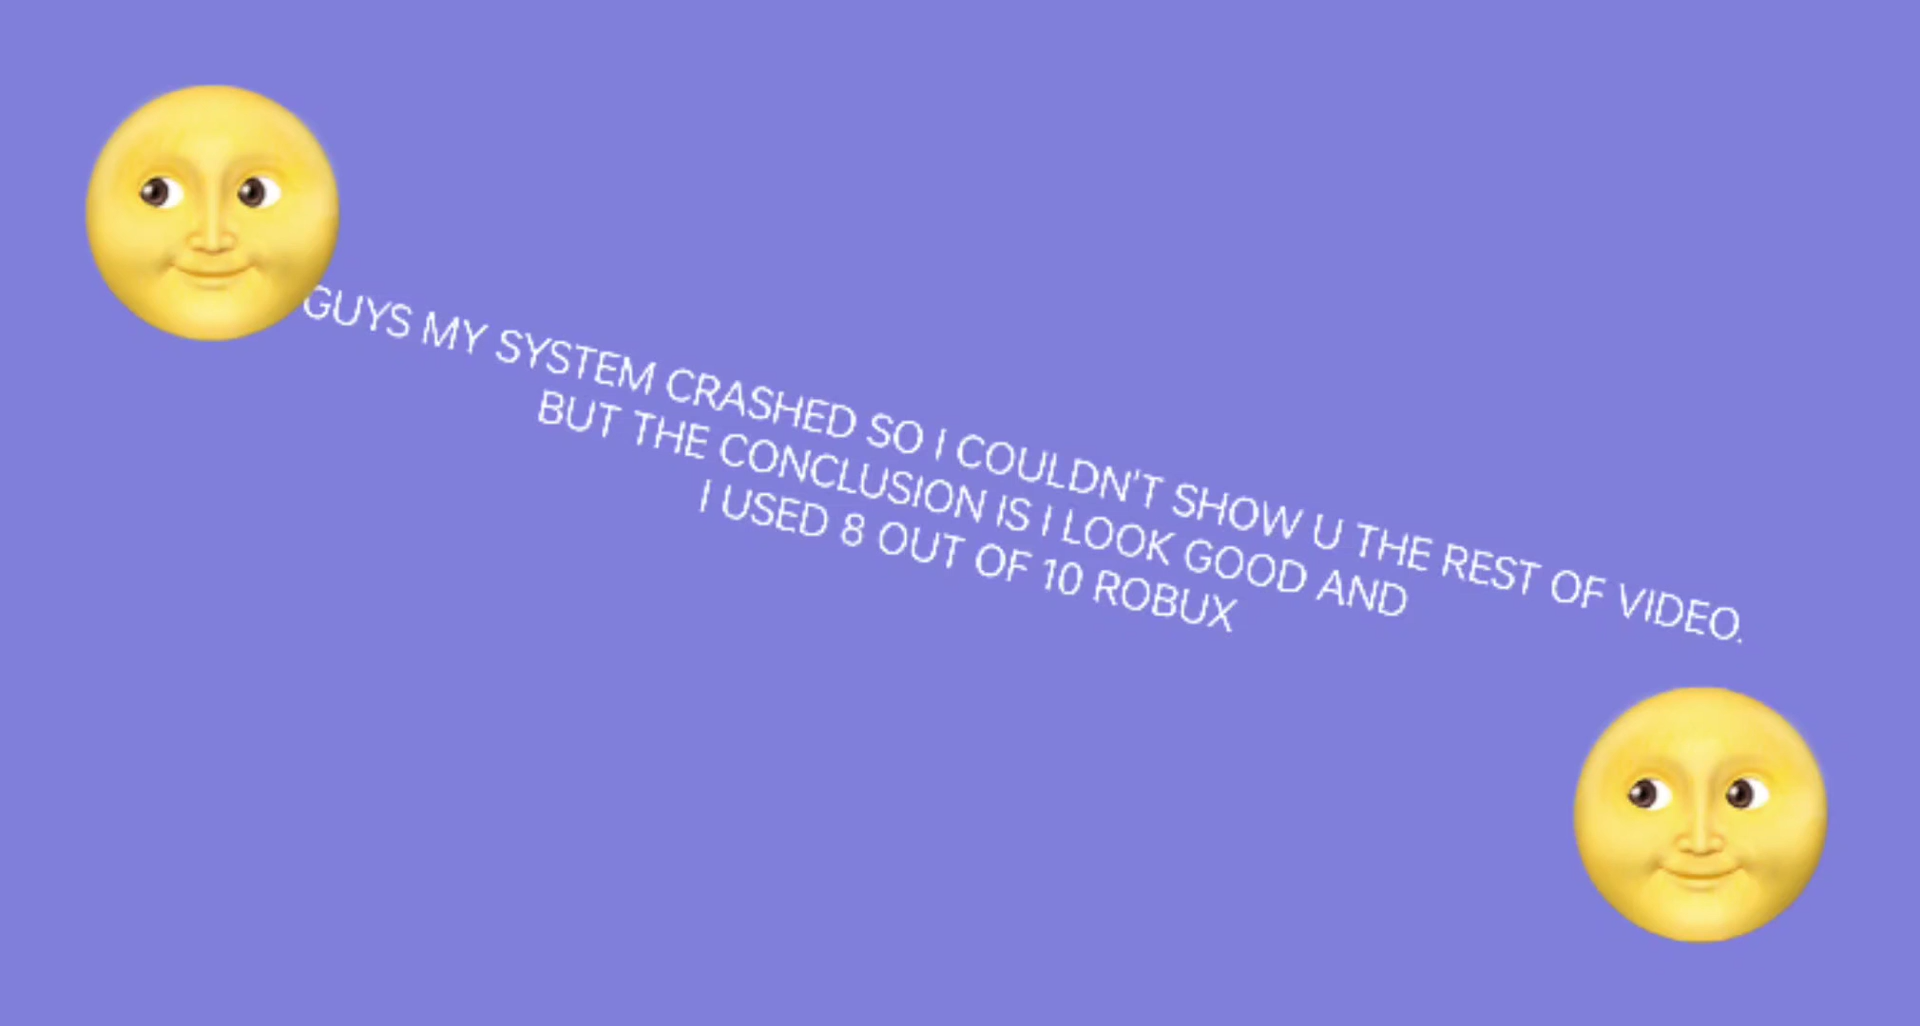 GUYS MY SYSTEM CRASHED SO I COULDN'T SHOW U THE REST OF VIDEO.
BUT THE CONCLUSION IS I LOOK GOOD AND
I USED 8 OUT OF 10 ROBUX